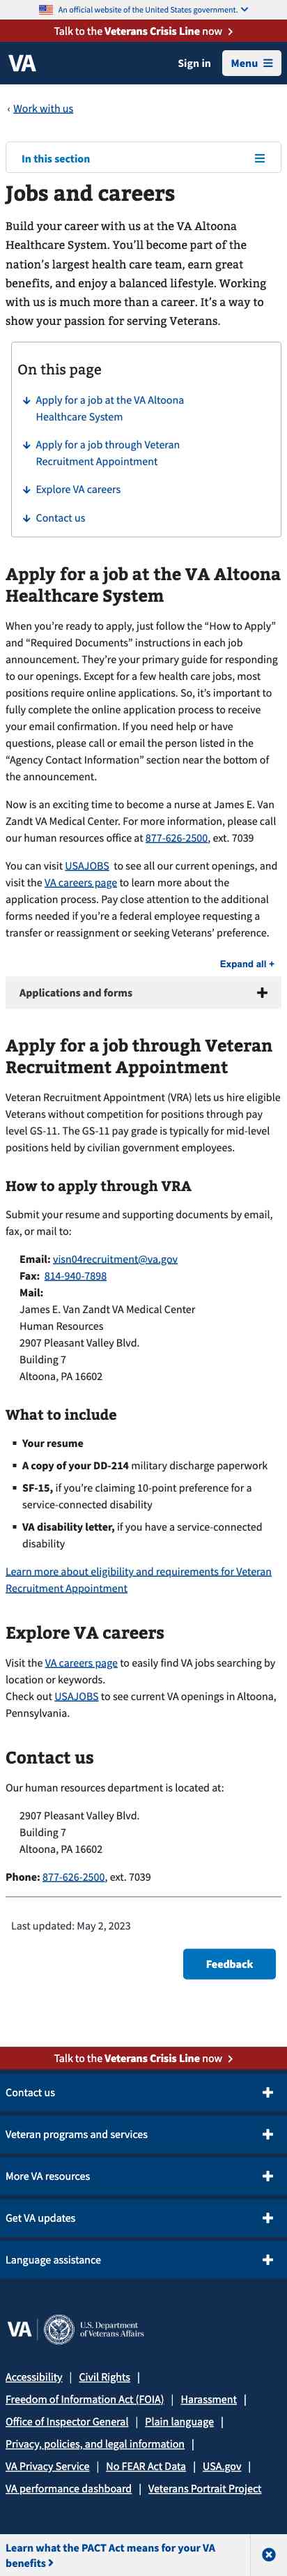 An official website of the United States government.
Talk to the Veterans Crisis Line now
VA
Sign in
Menu
‹ Work with us
In this section
Jobs and careers
Build your career with us at the VA Altoona
Healthcare System. You’ll become part of the
nation’s largest health care team, earn great
benefits, and enjoy a balanced lifestyle. Working
with us is much more than a career. It’s a way to
show your passion for serving Veterans.
On this page
Apply for a job at the VA Altoona
Healthcare System
Apply for a job through Veteran
Recruitment Appointment
Explore VA careers
Contact us
Apply for a job at the VA Altoona
Healthcare System
When you’re ready to apply, just follow the “How to Apply”
and “Required Documents” instructions in each job
announcement. They’re your primary guide for responding
to our openings. Except for a few health care jobs, most
positions require online applications. So, it’s important to
fully complete the online application process to receive
your email confirmation. If you need help or have
questions, please call or email the person listed in the
“Agency Contact Information” section near the bottom of
the announcement.
Now is an exciting time to become a nurse at James E. Van
Zandt VA Medical Center. For more information, please call
our human resources office at 877-626-2500, ext. 7039
You can visit USAJOBS to see all our current openings, and
visit the VA careers page to learn more about the
application process. Pay close attention to the additional
forms needed if you’re a federal employee requesting a
transfer or reassignment or seeking Veterans’ preference.
Expand all +
Applications and forms
Apply for a job through Veteran
Recruitment Appointment
Veteran Recruitment Appointment (VRA) lets us hire eligible
Veterans without competition for positions through pay
level GS-11. The GS-11 pay grade is typically for mid-level
positions held by civilian government employees.
How to apply through VRA
Submit your resume and supporting documents by email,
fax, or mail to:
Email: visn04recruitment@va.gov
Fax: 814-940-7898
Mail:
James E. Van Zandt VA Medical Center
Human Resources
2907 Pleasant Valley Blvd.
Building 7
Altoona, PA 16602
What to include
Your resume
A copy of your DD-214 military discharge paperwork
SF-15, if you’re claiming 10-point preference for a
service-connected disability
VA disability letter, if you have a service-connected
disability
Learn more about eligibility and requirements for Veteran
Recruitment Appointment
Explore VA careers
Visit the VA careers page to easily find VA jobs searching by
location or keywords.
Check out USAJOBS to see current VA openings in Altoona,
Pennsylvania.
Contact us
Our human resources department is located at:
2907 Pleasant Valley Blvd.
Building 7
Altoona, PA 16602
Phone: 877-626-2500, ext. 7039
Last updated: May 2, 2023
Feedback
Talk to the Veterans Crisis Line now
Contact us
Veteran programs and services
More VA resources
Get VA updates
Language assistance
VA
U.S. Department
of Veterans Affairs
Accessibility | Civil Rights |
Freedom of Information Act (FOIA) | Harassment |
Office of Inspector General | Plain language |
Privacy, policies, and legal information |
VA Privacy Service | No FEAR Act Data | USA.gov |
VA performance dashboard | Veterans Portrait Project
Learn what the PACT Act means for your VA
benefits